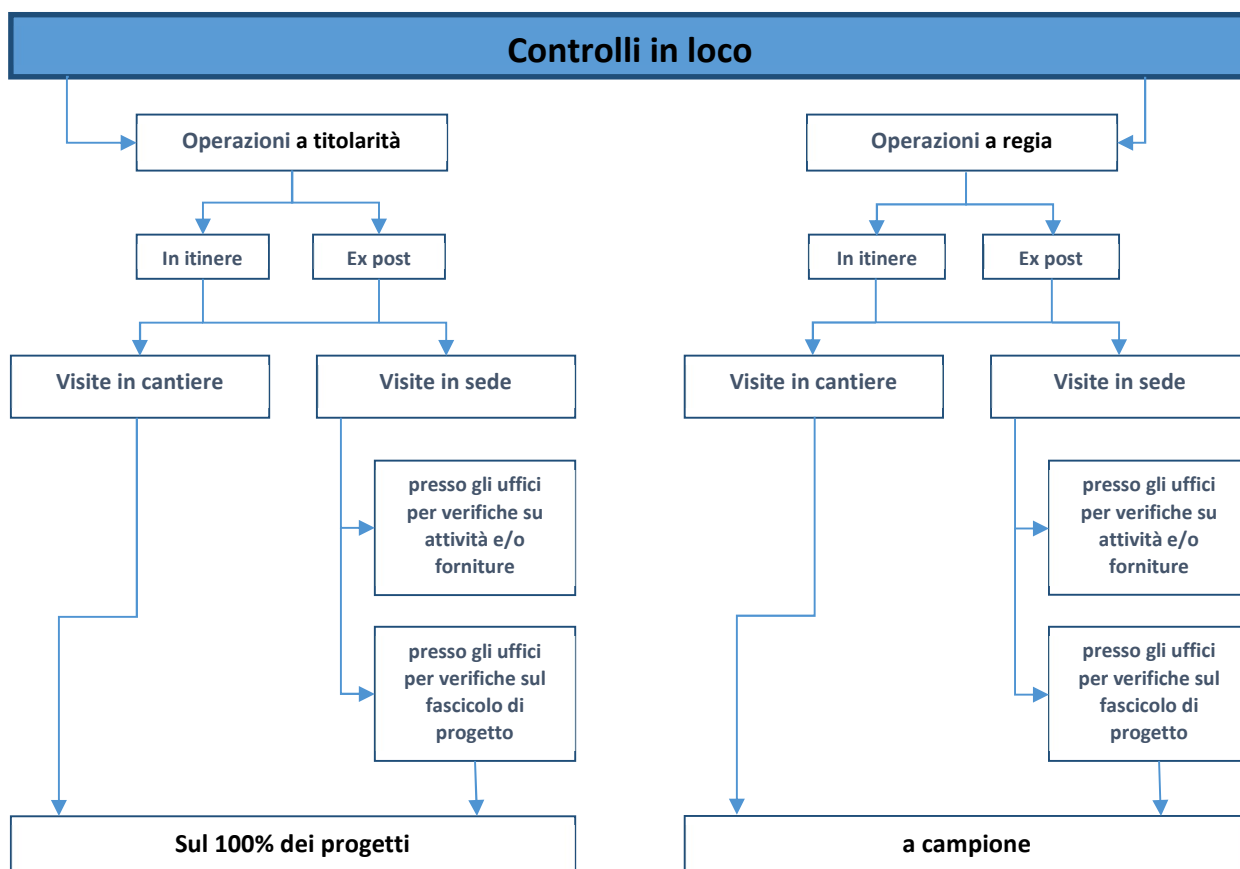 Controlli in loco
Operazioni a titolarità
Operazioni a regia
In itinere
Ex post
In itinere
Ex post
Visite in cantiere
Visite in sede
Visite in cantiere
Visite in sede
presso gli uffici
per verifiche su
attività e/o
forniture
presso gli uffici
per verifiche su
attività e/o
forniture
presso gli uffici
per verifiche sul
fascicolo di
progetto
presso gli uffici
per verifiche sul
fascicolo di
progetto
Sul 100% dei progetti
a campione